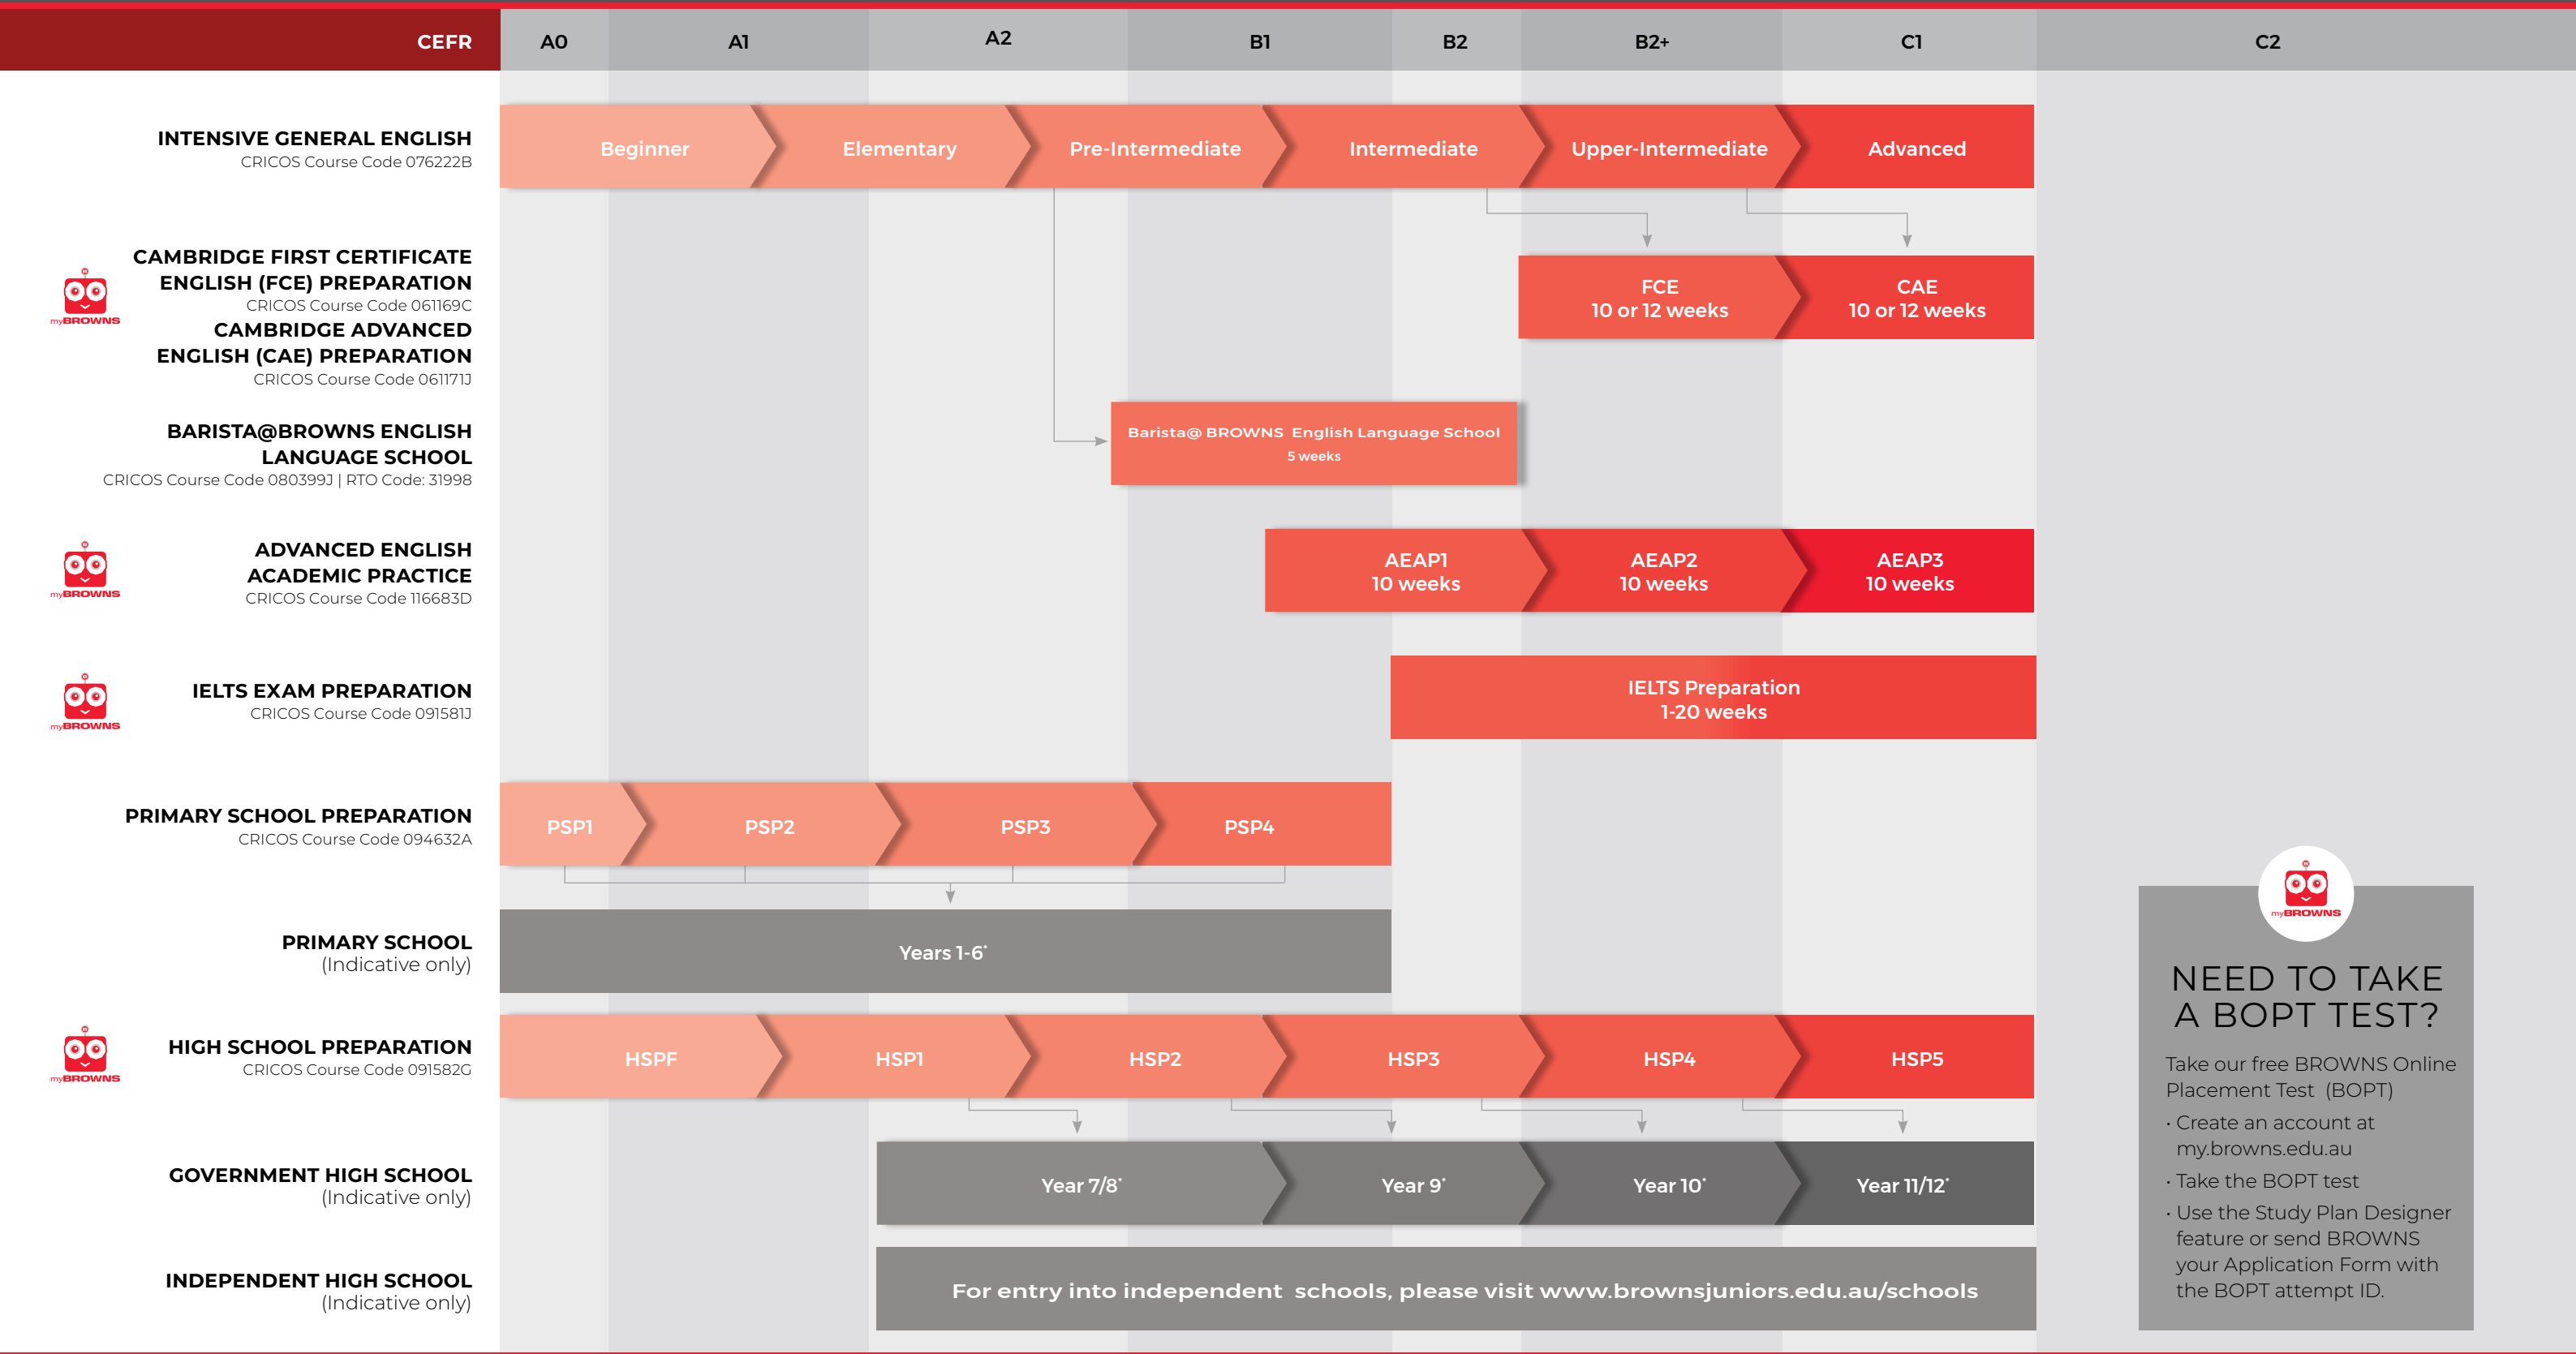 CEFR A0 A1 A2 B1 B2 B2+ C1 C2
INTENSIVE GENERAL ENGLISH
CRICOS Course Code 076222B
Beginner Elementary Pre-Intermediate Intermediate Upper-Intermediate Advanced
CAMBRIDGE FIRST CERTIFICATE
ENGLISH (FCE) PREPARATION
CRICOS Course Code 061169C
CAMBRIDGE ADVANCED
ENGLISH (CAE) PREPARATION
CRICOS Course Code 061171J
myBROWNS
FCE
10 or 12 weeks
CAE
10 or 12 weeks
BARISTA@BROWNS ENGLISH
LANGUAGE SCHOOL
CRICOS Course Code 080399J | RTO Code: 31998
Barista@ BROWNS English Language School
5 weeks
ADVANCED ENGLISH
ACADEMIC PRACTICE
CRICOS Course Code 116683D
myBROWNS
AEAP1
10 weeks
AEAP2
10 weeks
AEAP3
10 weeks
IELTS EXAM PREPARATION
CRICOS Course Code 091581J
myBROWNS
IELTS Preparation
1-20 weeks
PRIMARY SCHOOL PREPARATION
CRICOS Course Code 094632A
PSP1 PSP2 PSP3 PSP4
PRIMARY SCHOOL
(Indicative only)
Years 1-6*
HIGH SCHOOL PREPARATION
CRICOS Course Code 091582G
myBROWNS
HSPF HSP1 HSP2 HSP3 HSP4 HSP5
GOVERNMENT HIGH SCHOOL
(Indicative only)
Year 7/8* Year 9* Year 10* Year 11/12*
INDEPENDENT HIGH SCHOOL
(Indicative only)
For entry into independent schools, please visit www.brownsjuniors.edu.au/schools
myBROWNS
NEED TO TAKE
A BOPT TEST?
Take our free BROWNS Online
Placement Test (BOPT)
· Create an account at
my.browns.edu.au
· Take the BOPT test
· Use the Study Plan Designer
feature or send BROWNS
your Application Form with
the BOPT attempt ID.